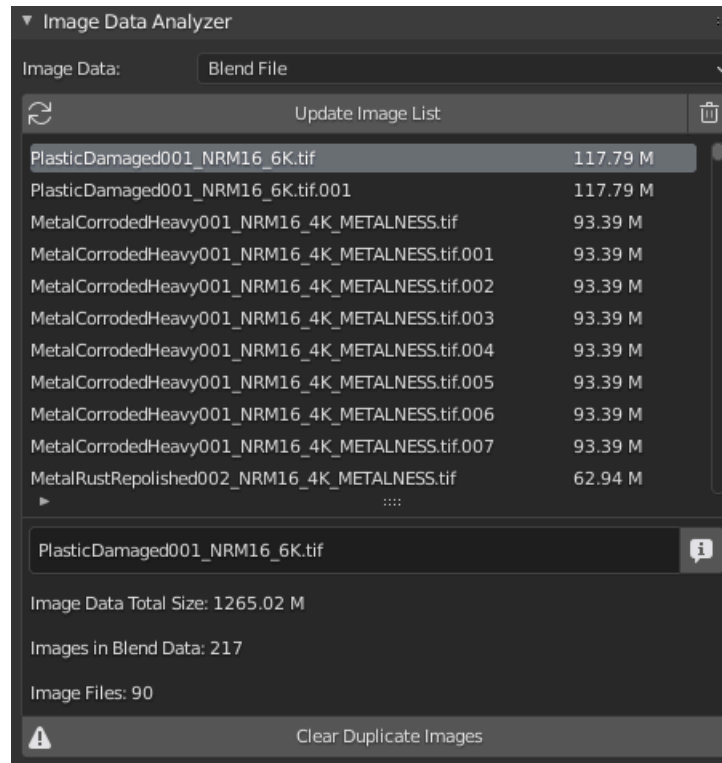 Image Data Analyzer
Image Data: Blend File
Update Image List
PlasticDamaged001_NRM16_6K.tif 117.79 M
PlasticDamaged001_NRM16_6K.tif.001 117.79 M
MetalCorrodedHeavy001_NRM16_4K_METALNESS.tif 93.39 M
MetalCorrodedHeavy001_NRM16_4K_METALNESS.tif.001 93.39 M
MetalCorrodedHeavy001_NRM16_4K_METALNESS.tif.002 93.39 M
MetalCorrodedHeavy001_NRM16_4K_METALNESS.tif.003 93.39 M
MetalCorrodedHeavy001_NRM16_4K_METALNESS.tif.004 93.39 M
MetalCorrodedHeavy001_NRM16_4K_METALNESS.tif.005 93.39 M
MetalCorrodedHeavy001_NRM16_4K_METALNESS.tif.006 93.39 M
MetalCorrodedHeavy001_NRM16_4K_METALNESS.tif.007 93.39 M
MetalRustRepolished002_NRM16_4K_METALNESS.tif 62.94 M
PlasticDamaged001_NRM16_6K.tif
Image Data Total Size: 1265.02 M
Images in Blend Data: 217
Image Files: 90
Clear Duplicate Images